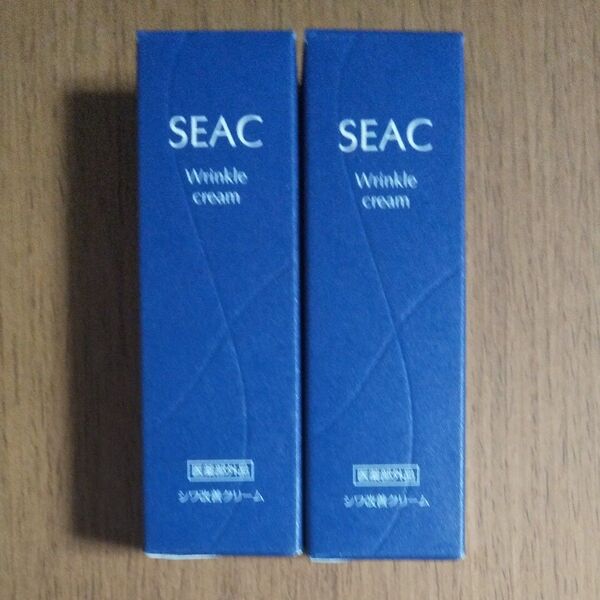 SEAC
Wrinkle
cream
医薬部外品
シワ改善クリーム
SEAC
Wrinkle
cream
医薬部外品
シワ改善クリーム